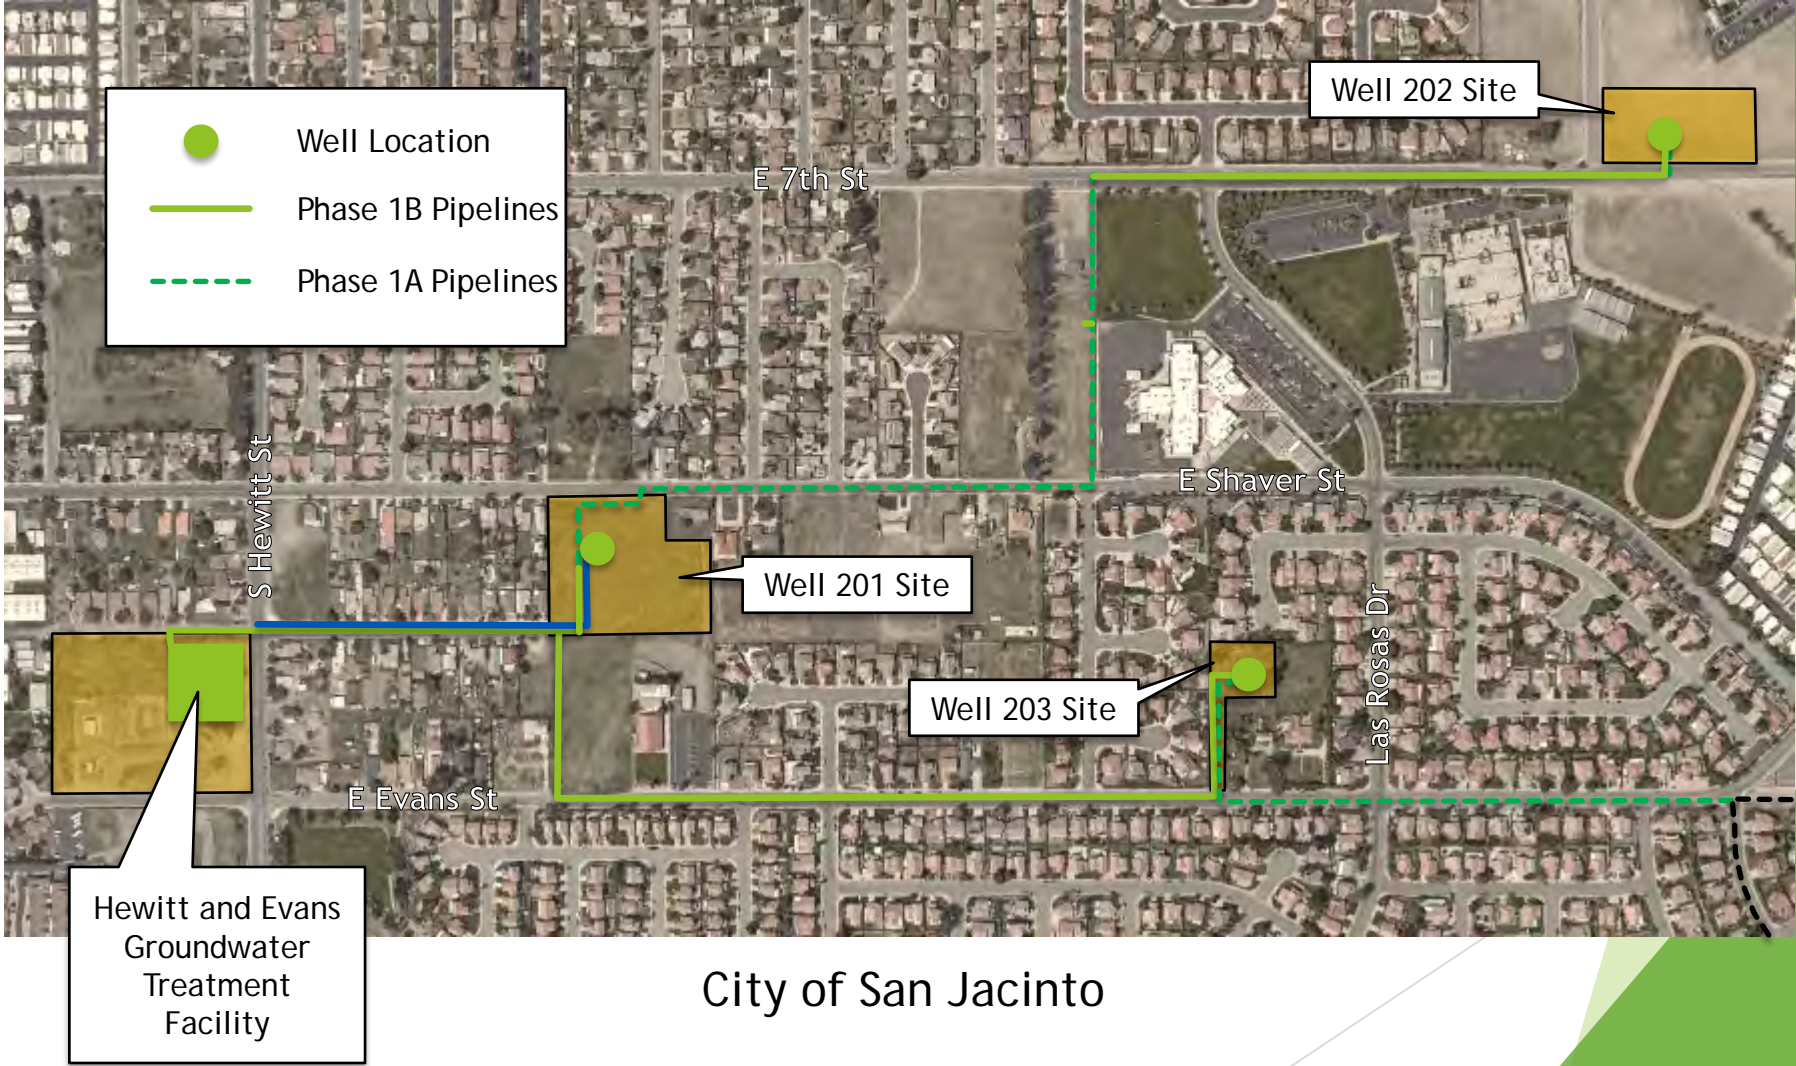 Well 202 Site
Well Location
E 7th St
Phase 1B Pipelines
Phase 1A Pipelines
S Hewitt St
E Shaver St
Well 201 Site
Las Rosas Dr
Well 203 Site
E Evans St
Hewitt and Evans
Groundwater
Treatment
Facility
City of San Jacinto